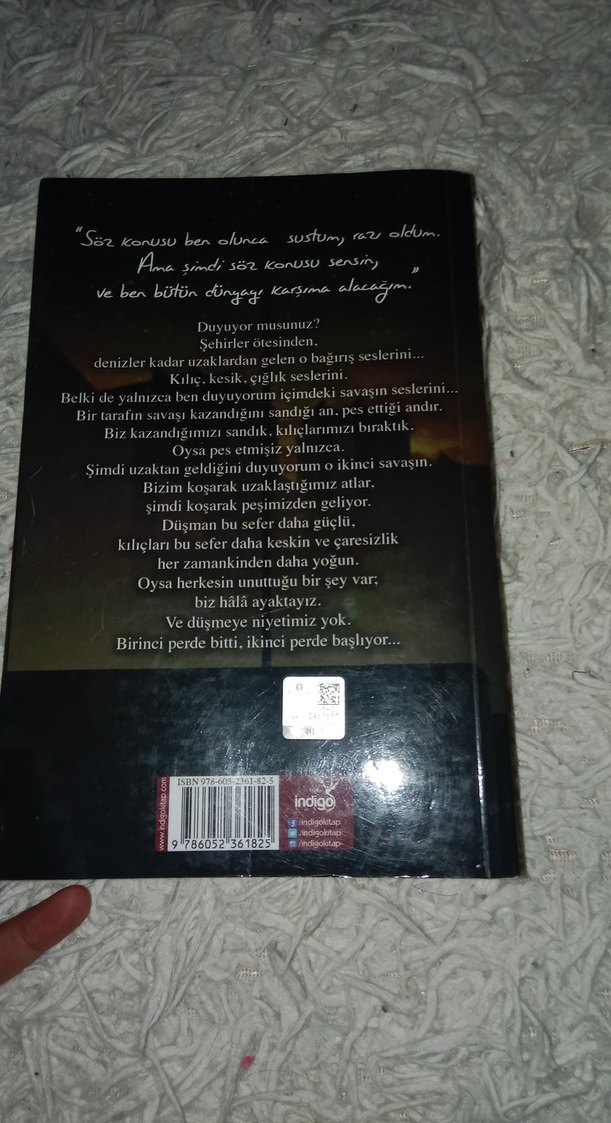 "Söz konusu ben olunca sustum, razı oldum.
Ama şimdi söz konusu sensin,
ve ben bütün dünyayı karşıma alacağım."
Duyuyor musunuz?
Şehirler ötesinden,
denizler kadar uzaklardan gelen o bağırış seslerini...
Kılıç, kesik, çığlık seslerini.
Belki de yalnızca ben duyuyorum içimdeki savaşın seslerini...
Bir tarafın savaşı kazandığını sandığı an, pes ettiği andır.
Biz kazandığımızı sandık, kılıçlarımızı bıraktık.
Oysa pes etmişiz yalnızca.
Şimdi uzaktan geldiğini duyuyorum o ikinci savaşın.
Bizim koşarak uzaklaştığımız atlar,
şimdi koşarak peşimizden geliyor.
Düşman bu sefer daha güçlü,
kılıçları bu sefer daha keskin ve çaresizlik
her zamankinden daha yoğun.
Oysa herkesin unuttuğu bir şey var;
biz hâlâ ayaktayız.
Ve düşmeye niyetimiz yok.
Birinci perde bitti, ikinci perde başlıyor...
www.indigokitap.com
ISBN 978-605-2361-82-5
9 786052 361825
indigo
/indigokitap
/indigokitap
/indigokitap